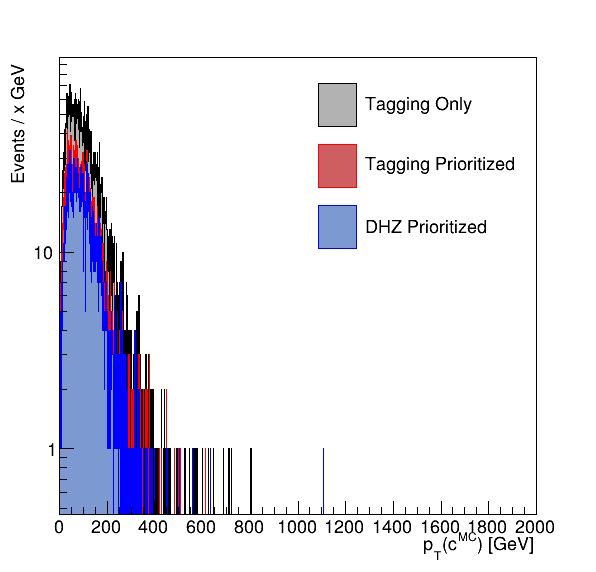 Events / x GeV
Tagging Only
Tagging Prioritized
DHZ Prioritized
10
1
0 200 400 600 800 1000 1200 1400 1600 1800 2000
p_T(c^MC) [GeV]